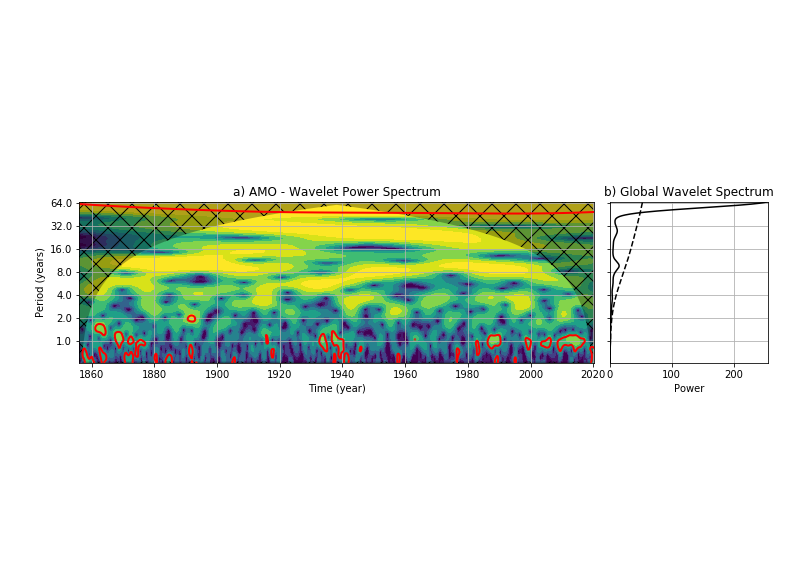 a) AMO - Wavelet Power Spectrum
b) Global Wavelet Spectrum
Period (years)
64.0
32.0
16.0
8.0
4.0
2.0
1.0
1860 1880 1900 1920 1940 1960 1980 2000 2020
Time (year)
0 100 200
Power